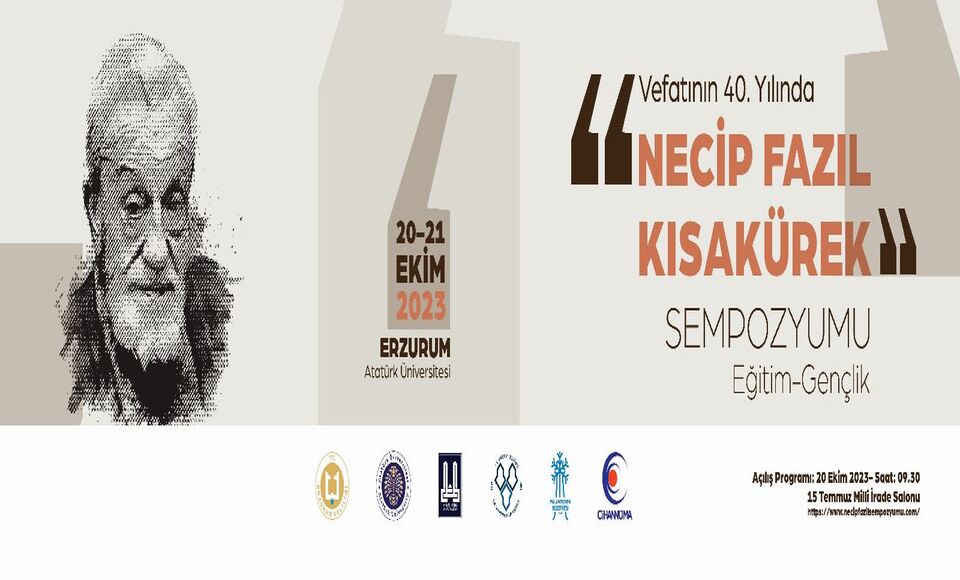 Vefatının 40. Yılında
NECİP FAZIL
KISAKÜREK
SEMPOZYUMU
Eğitim-Gençlik
20-21
EKİM
2023
ERZURUM
Atatürk Üniversitesi
CİHANNÜMA
Açılış Programı: 20 Ekim 2023- Saat: 09.30
15 Temmuz Milli İrade Salonu
https://www.necipfazilsempozyumu.com/